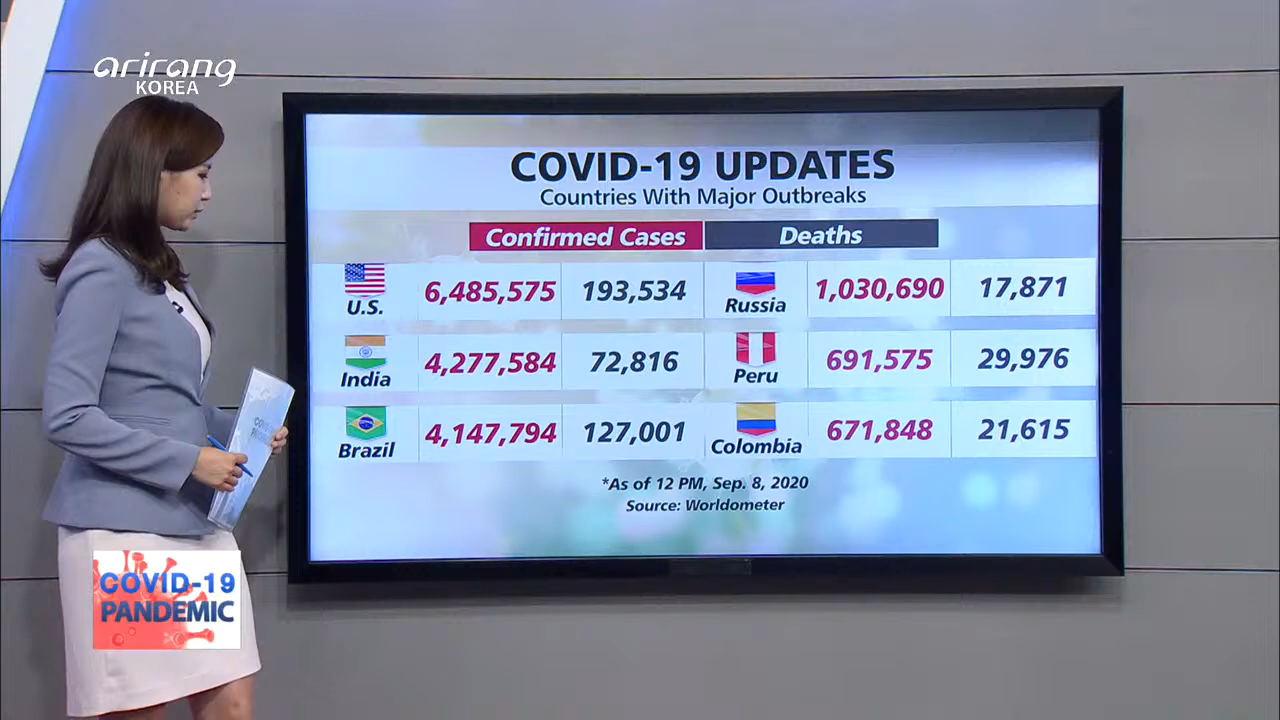 arirang
KOREA
COVID-19 UPDATES
Countries With Major Outbreaks
Confirmed Cases Deaths
U.S. 6,485,575 193,534 Russia 1,030,690 17,871
India 4,277,584 72,816 Peru 691,575 29,976
Brazil 4,147,794 127,001 Colombia 671,848 21,615
*As of 12 PM, Sep. 8, 2020
Source: Worldometer
COVID-19
PANDEMIC